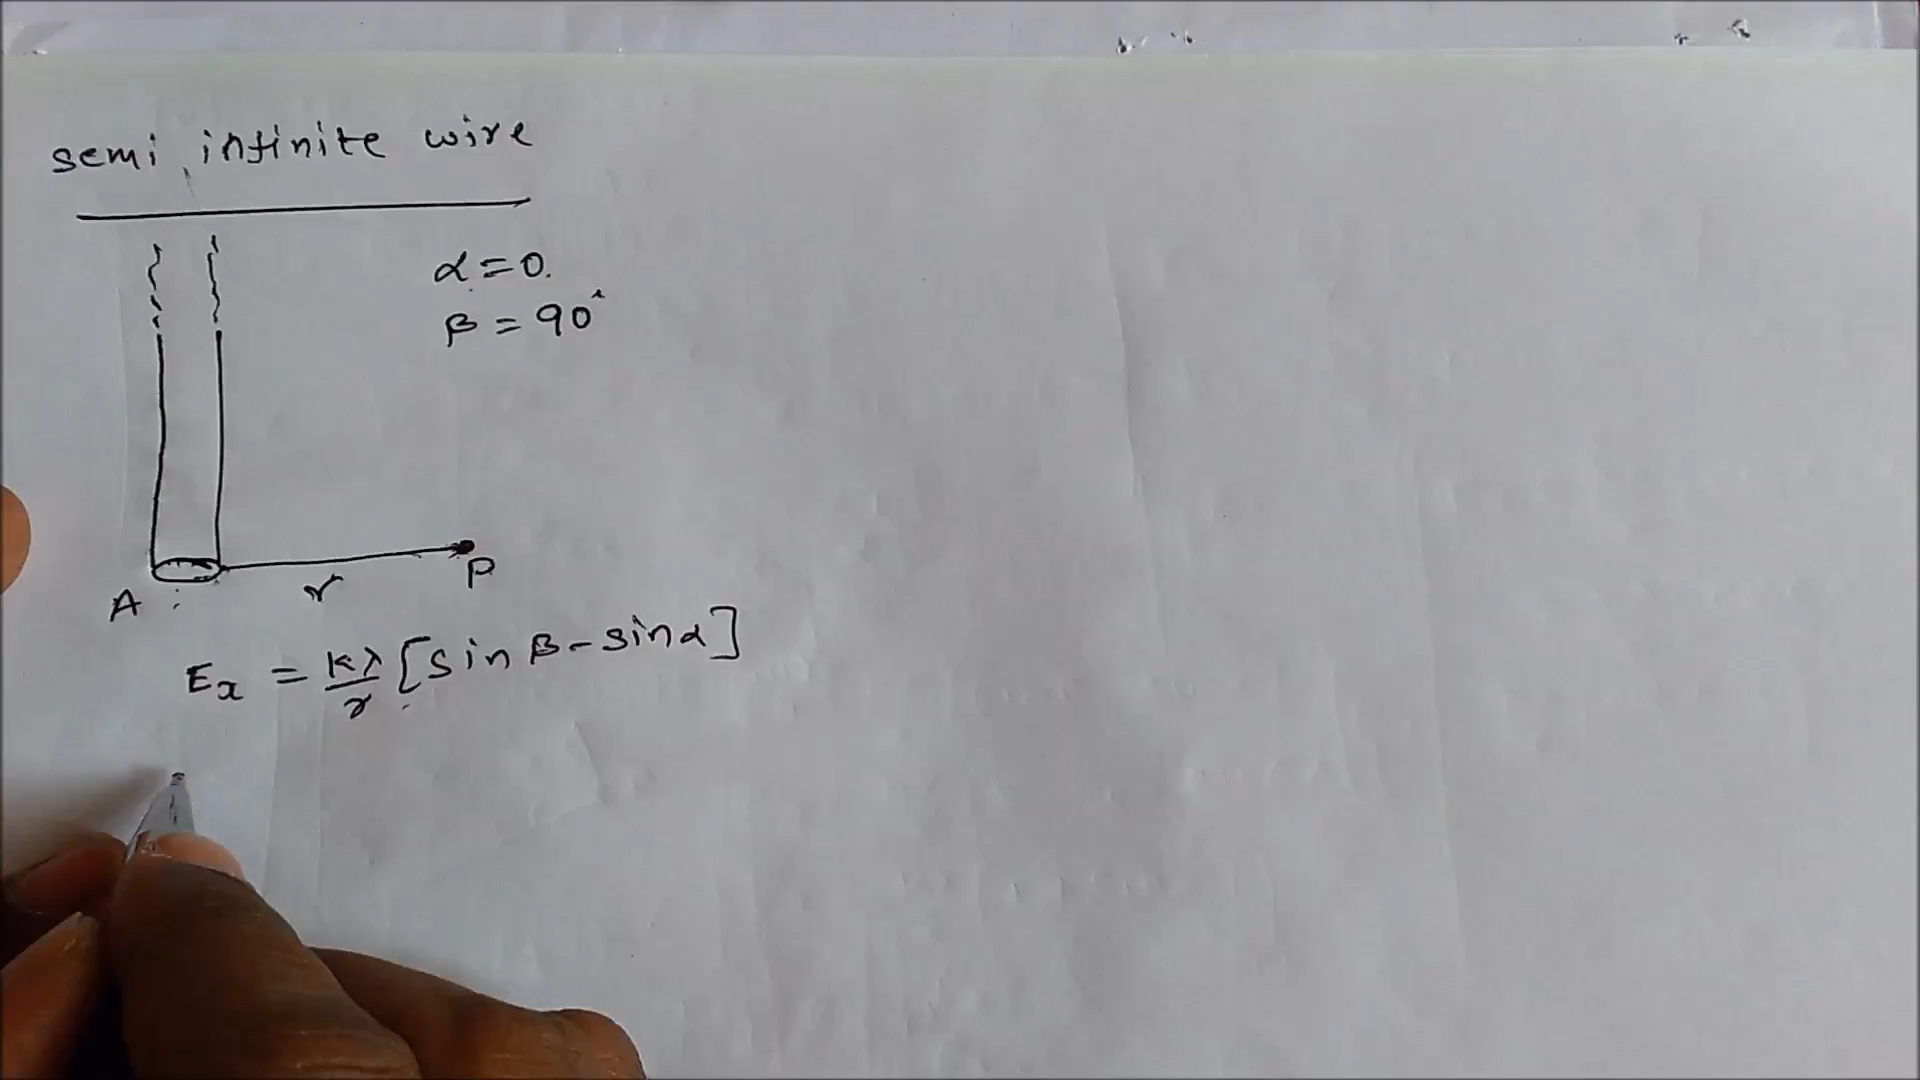 semi infinite wire
α = 0.
β = 90°
P
A
r
Ex = kλ/r [sin β - sin α]